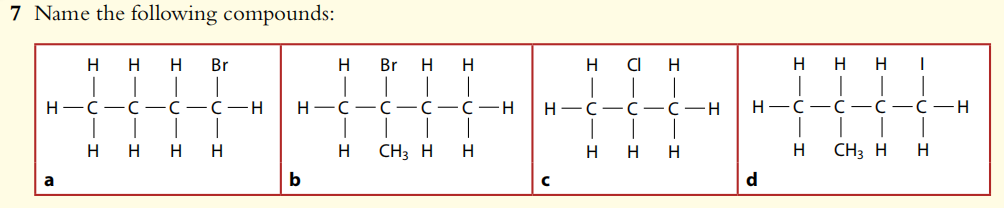 7 Name the following compounds:
H H H Br H Br H H H Cl H H H H I
H—C—C—C—C—H H—C—C—C—C—H H—C—C—C—H H—C—C—C—C—H
H H H H H CH₃ H H H H H H CH₃ H H
a b c d